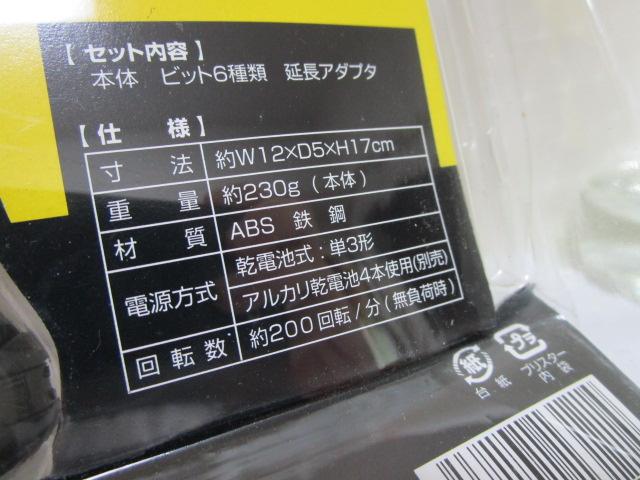 【 セット内容 】
本体 ビット6種類 延長アダプタ
【 仕 様 】
寸 法 約W12×D5×H17cm
重 量 約230g（本体）
材 質 ABS 鉄 鋼
電源方式 乾電池式：単3形
アルカリ乾電池4本使用(別売)
回 転 数 約200回転／分(無負荷時)
紙 プラ
台 紙 ブリスター
内 袋